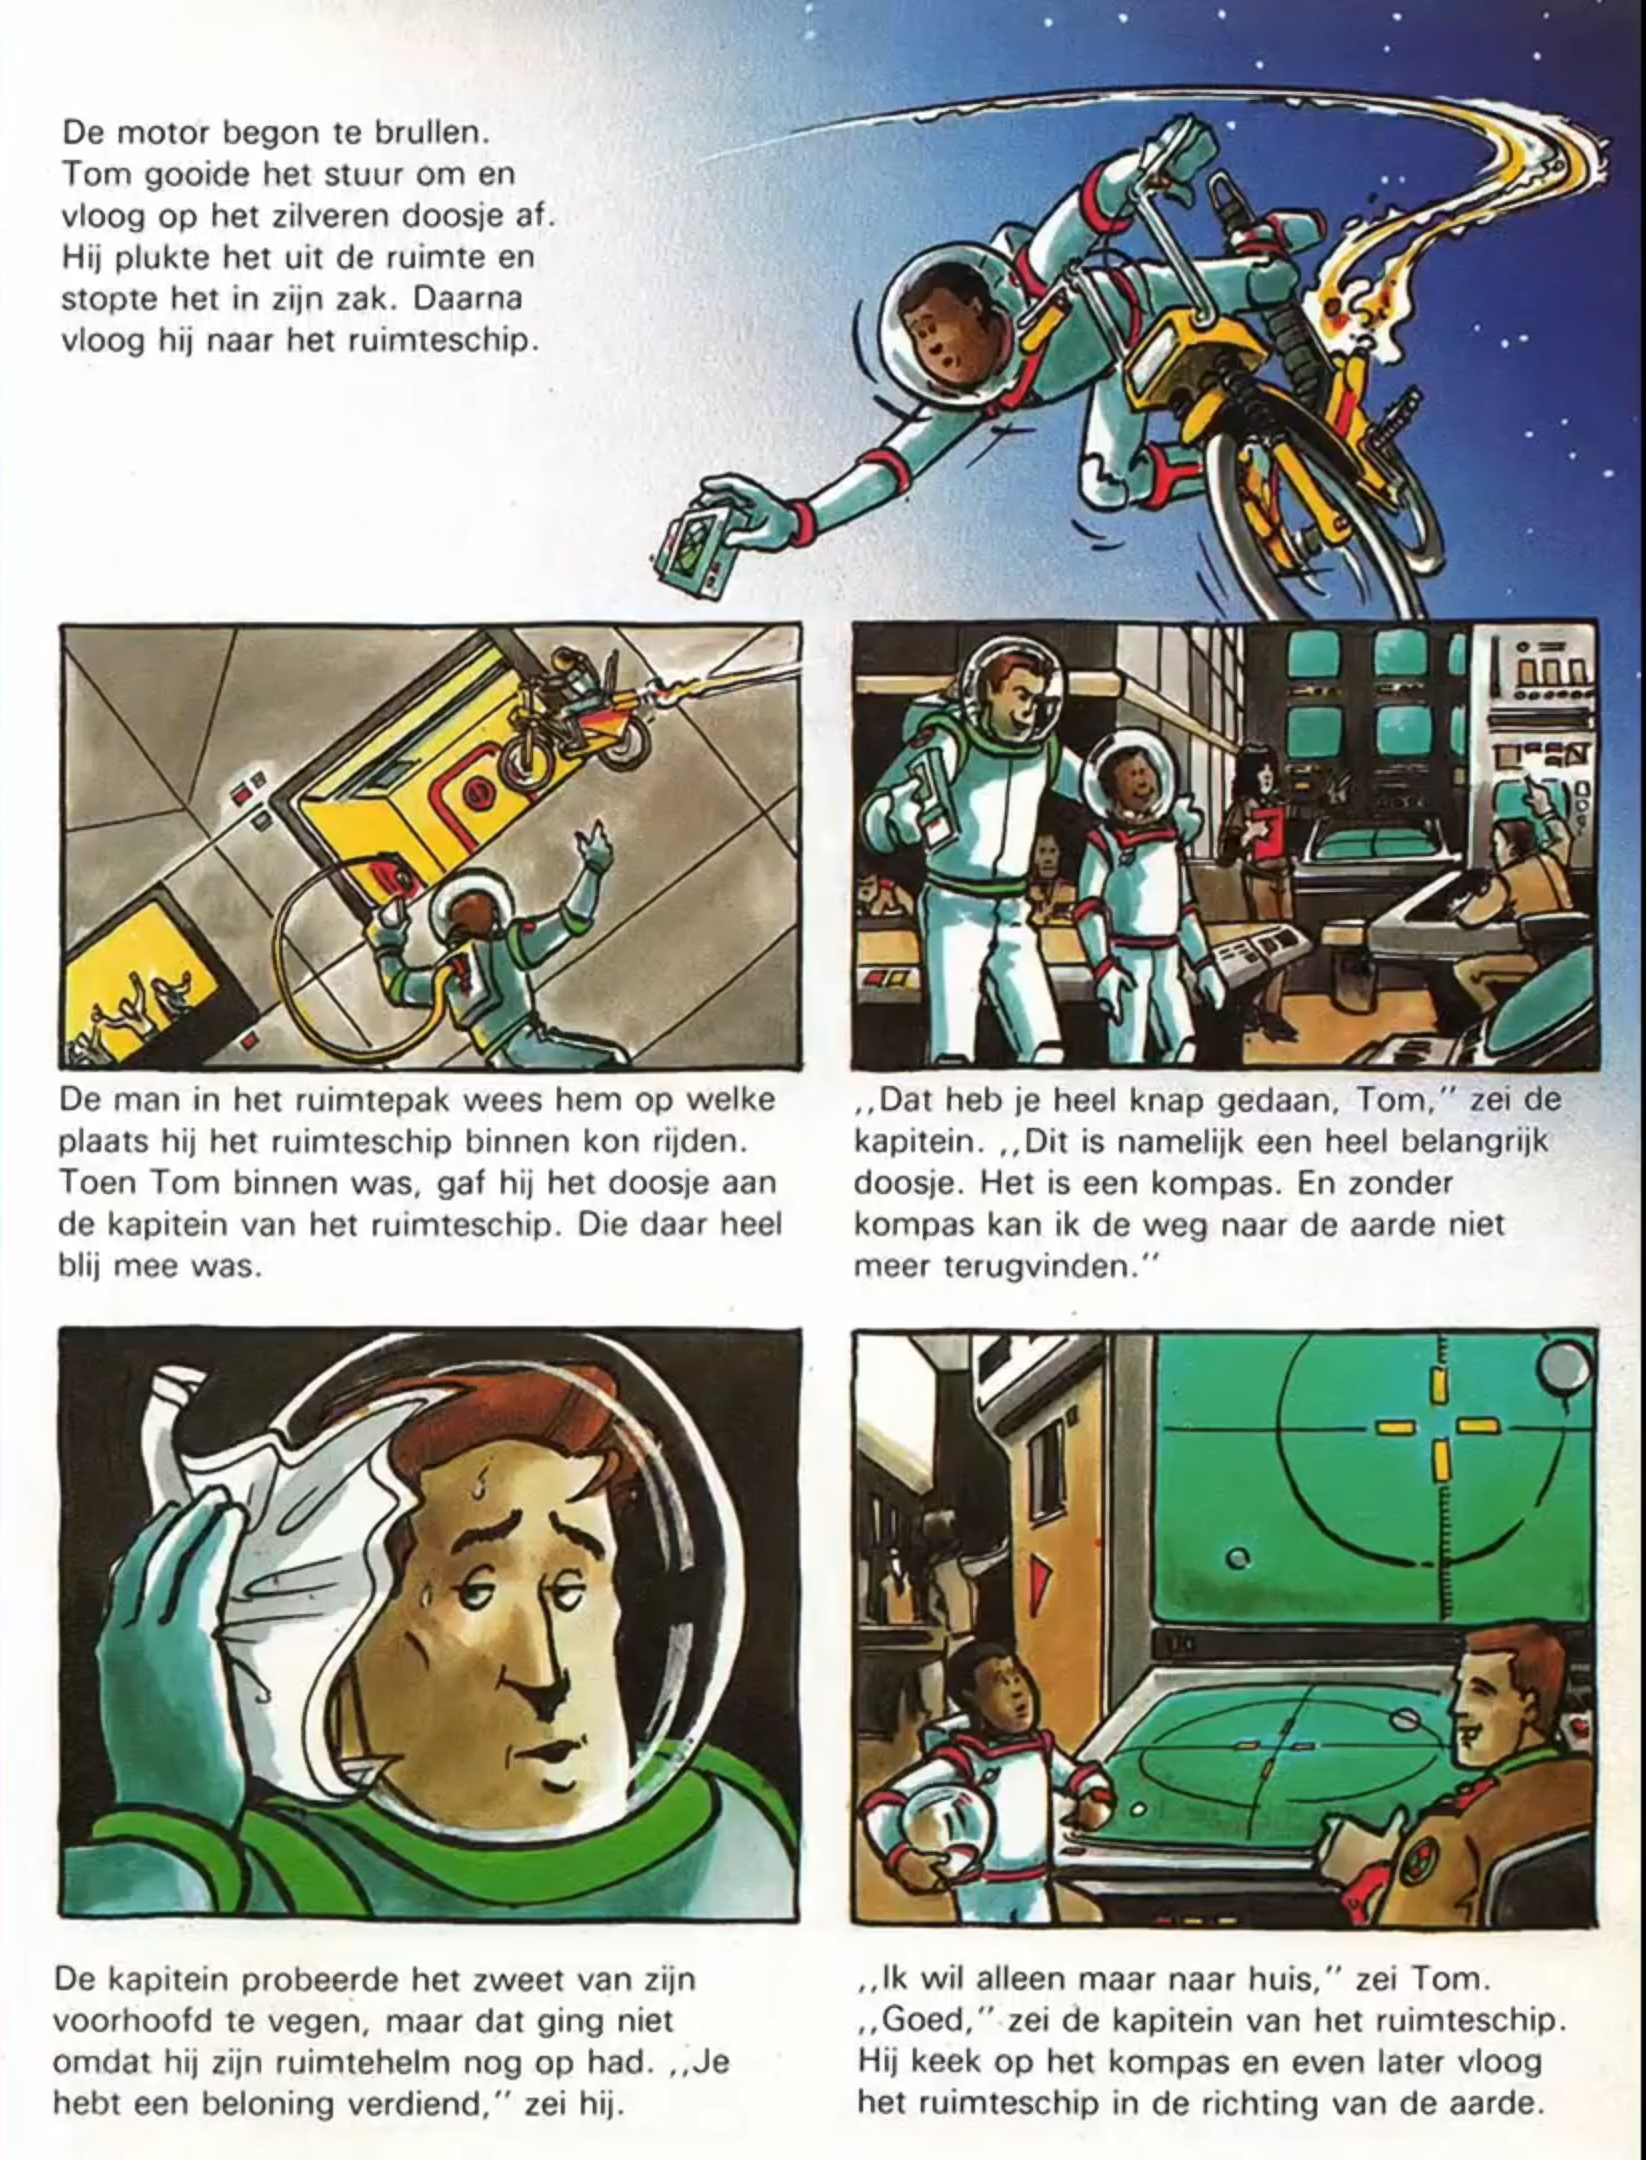 De motor begon te brullen.
Tom gooide het stuur om en
vloog op het zilveren doosje af.
Hij plukte het uit de ruimte en
stopte het in zijn zak. Daarna
vloog hij naar het ruimteschip.
De man in het ruimtepak wees hem op welke
plaats hij het ruimteschip binnen kon rijden.
Toen Tom binnen was, gaf hij het doosje aan
de kapitein van het ruimteschip. Die daar heel
blij mee was.
,,Dat heb je heel knap gedaan, Tom,'' zei de
kapitein. ,,Dit is namelijk een heel belangrijk
doosje. Het is een kompas. En zonder
kompas kan ik de weg naar de aarde niet
meer terugvinden.''
De kapitein probeerde het zweet van zijn
voorhoofd te vegen, maar dat ging niet
omdat hij zijn ruimtehelm nog op had. ,,Je
hebt een beloning verdiend,'' zei hij.
,,Ik wil alleen maar naar huis,'' zei Tom.
,,Goed,'' zei de kapitein van het ruimteschip.
Hij keek op het kompas en even later vloog
het ruimteschip in de richting van de aarde.